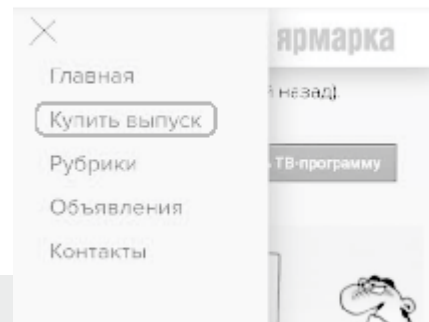 ярмарка
Главная
назад).
Купить выпуск
Рубрики
ТВ-программу
Объявления
Контакты